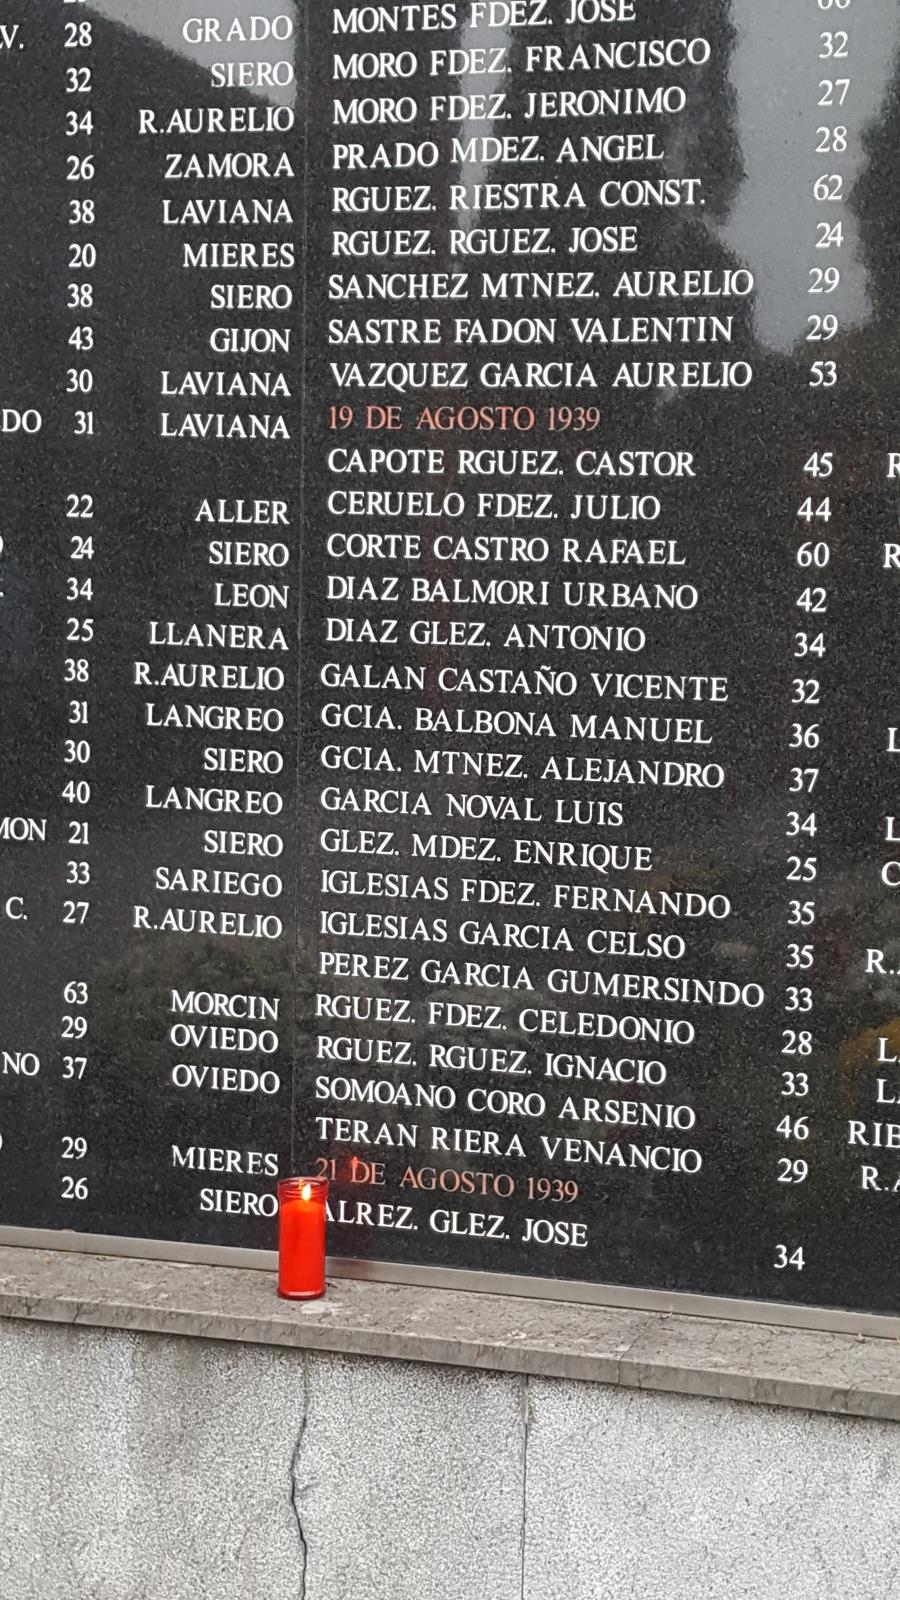 V. 28 GRADO
32 SIERO
34 R.AURELIO
26 ZAMORA
38 LAVIANA
20 MIERES
38 SIERO
43 GIJON
30 LAVIANA
DO 31 LAVIANA
22 ALLER
24 SIERO
34 LEON
25 LLANERA
38 R.AURELIO
31 LANGREO
30 SIERO
40 LANGREO
MON 21 SIERO
33 SARIEGO
C. 27 R.AURELIO
63 MORCIN
29 OVIEDO
NO 37 OVIEDO
29 MIERES
26 SIERO
MONTES FDEZ. JOSE
MORO FDEZ. FRANCISCO 32
MORO FDEZ. JERONIMO 27
PRADO MDEZ. ANGEL 28
RGUEZ. RIESTRA CONST. 62
RGUEZ. RGUEZ. JOSE 24
SANCHEZ MTNEZ. AURELIO 29
SASTRE FADON VALENTIN 29
VAZQUEZ GARCIA AURELIO 53
19 DE AGOSTO 1939
CAPOTE RGUEZ. CASTOR 45 R
CERUELO FDEZ. JULIO 44
CORTE CASTRO RAFAEL 60 R
DIAZ BALMORI URBANO 42
DIAZ GLEZ. ANTONIO 34
GALAN CASTAÑO VICENTE 32
GCIA. BALBONA MANUEL 36 L
GCIA. MTNEZ. ALEJANDRO 37
GARCIA NOVAL LUIS 34 L
GLEZ. MDEZ. ENRIQUE 25 C
IGLESIAS FDEZ. FERNANDO 35
IGLESIAS GARCIA CELSO 35 R.
PEREZ GARCIA GUMERSINDO 33
RGUEZ. FDEZ. CELEDONIO 28 L
RGUEZ. RGUEZ. IGNACIO 33 LA
SOMOANO CORO ARSENIO 46 RIB
TERAN RIERA VENANCIO 29 R.A
21 DE AGOSTO 1939
ALREZ. GLEZ. JOSE 34